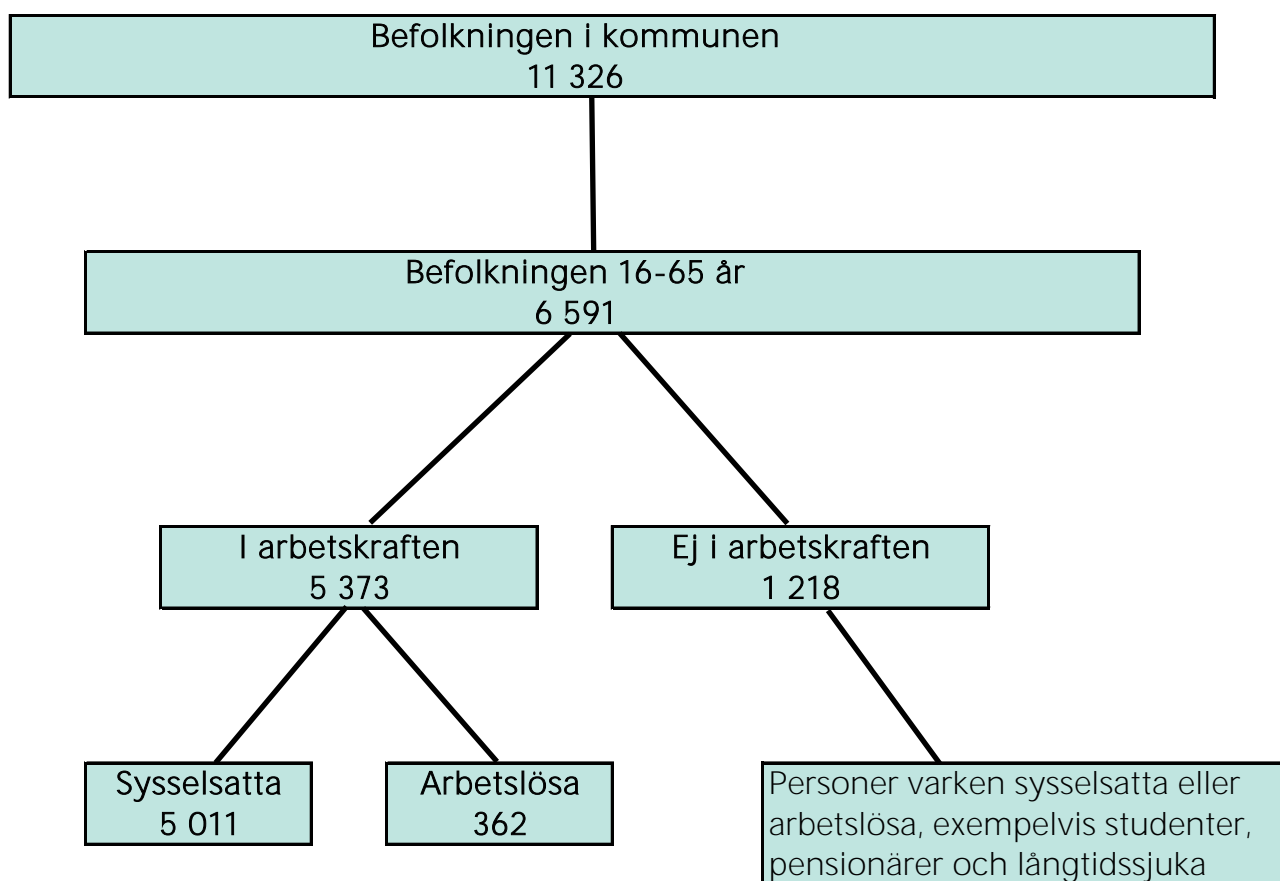 Befolkningen i kommunen
11 326
Befolkningen 16-65 år
6 591
I arbetskraften
5 373
Ej i arbetskraften
1 218
Sysselsatta
5 011
Arbetslösa
362
Personer varken sysselsatta eller
arbetslösa, exempelvis studenter,
pensionärer och långtidssjuka